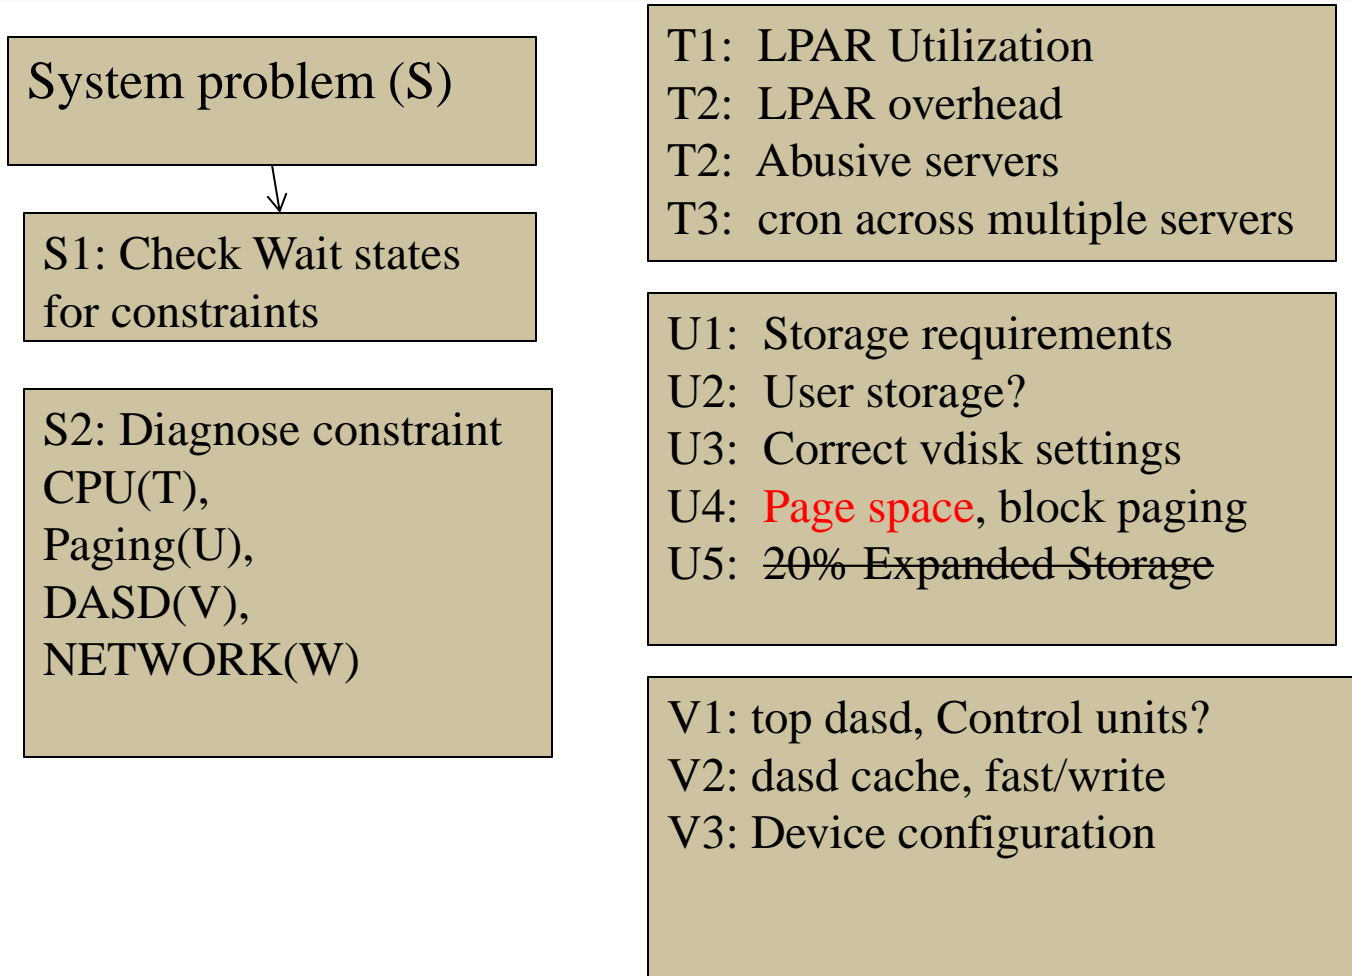 System problem (S)
S1: Check Wait states
for constraints
S2: Diagnose constraint
CPU(T),
Paging(U),
DASD(V),
NETWORK(W)
T1: LPAR Utilization
T2: LPAR overhead
T2: Abusive servers
T3: cron across multiple servers
U1: Storage requirements
U2: User storage?
U3: Correct vdisk settings
U4: Page space, block paging
U5: 20% Expanded Storage
V1: top dasd, Control units?
V2: dasd cache, fast/write
V3: Device configuration